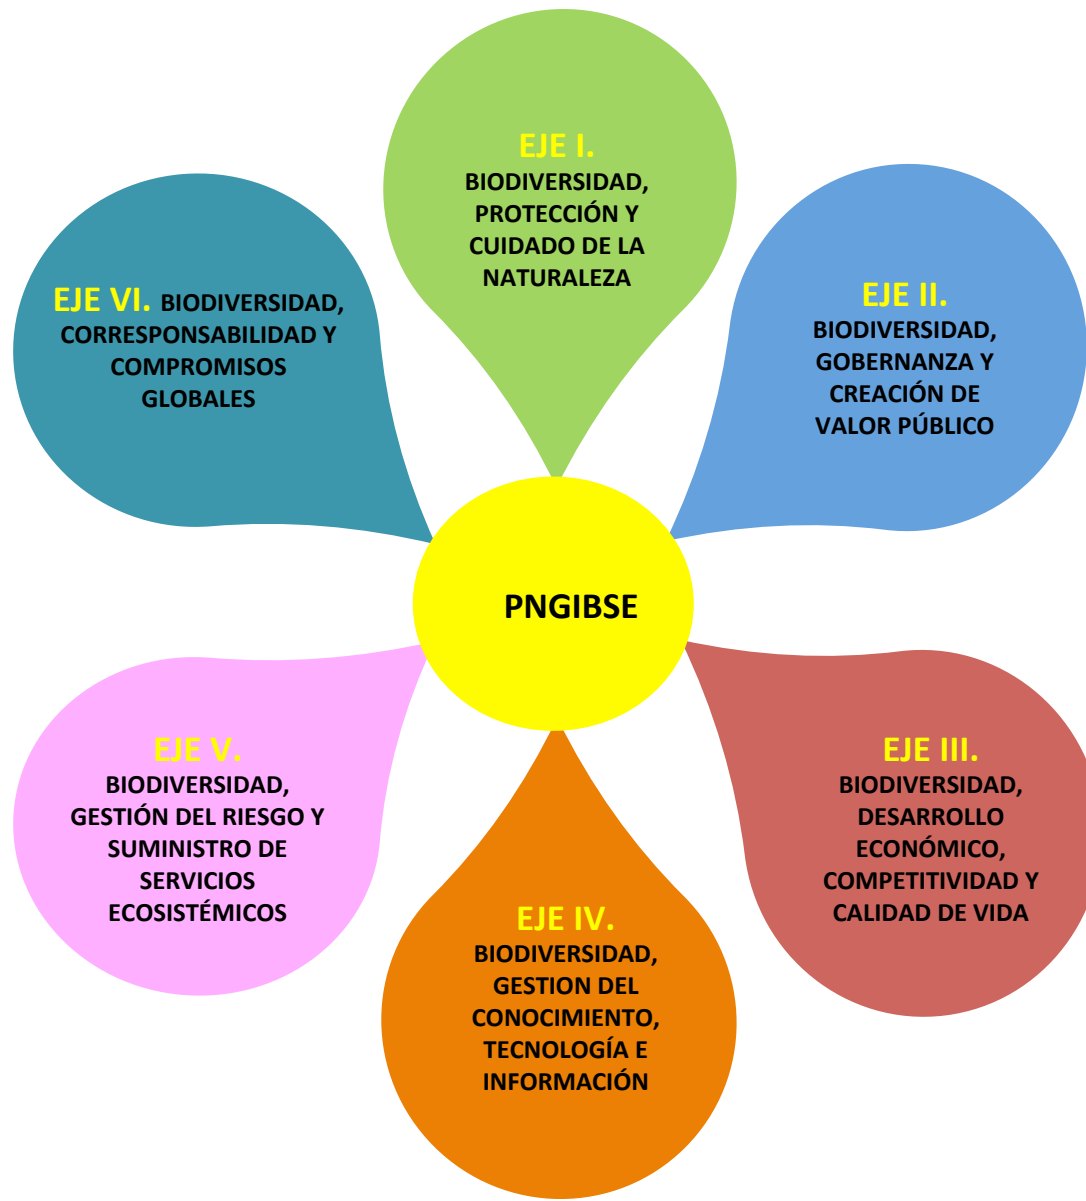 EJE I.
BIODIVERSIDAD,
PROTECCIÓN Y
CUIDADO DE LA
NATURALEZA
EJE II.
BIODIVERSIDAD,
GOBERNANZA Y
CREACIÓN DE
VALOR PÚBLICO
EJE III.
BIODIVERSIDAD,
DESARROLLO
ECONÓMICO,
COMPETITIVIDAD Y
CALIDAD DE VIDA
EJE IV.
BIODIVERSIDAD,
GESTION DEL
CONOCIMIENTO,
TECNOLOGÍA E
INFORMACIÓN
EJE V.
BIODIVERSIDAD,
GESTIÓN DEL RIESGO Y
SUMINISTRO DE
SERVICIOS
ECOSISTÉMICOS
EJE VI. BIODIVERSIDAD,
CORRESPONSABILIDAD Y
COMPROMISOS
GLOBALES
PNGIBSE